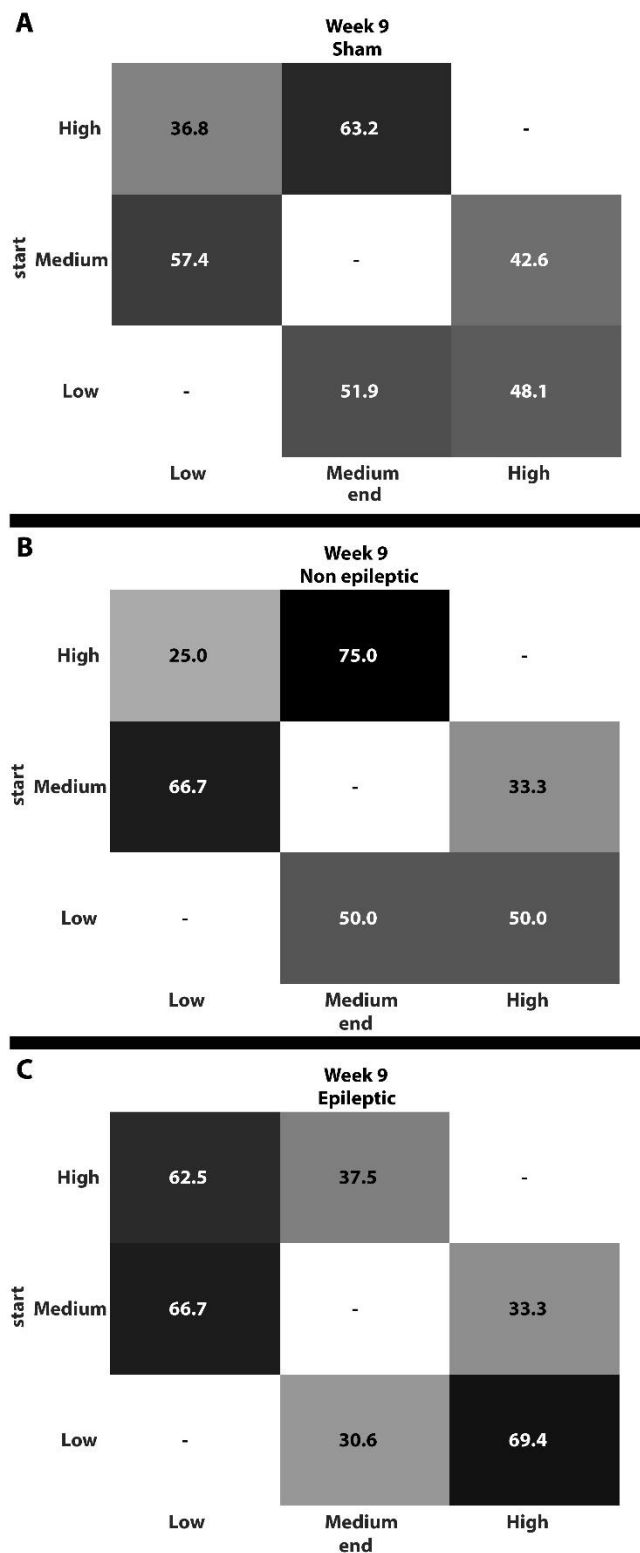 A
Week 9
Sham
High 36.8 63.2 -
start
Medium 57.4 - 42.6
Low - 51.9 48.1
Low Medium High
end
B
Week 9
Non epileptic
High 25.0 75.0 -
start
Medium 66.7 - 33.3
Low - 50.0 50.0
Low Medium High
end
C
Week 9
Epileptic
High 62.5 37.5 -
start
Medium 66.7 - 33.3
Low - 30.6 69.4
Low Medium High
end